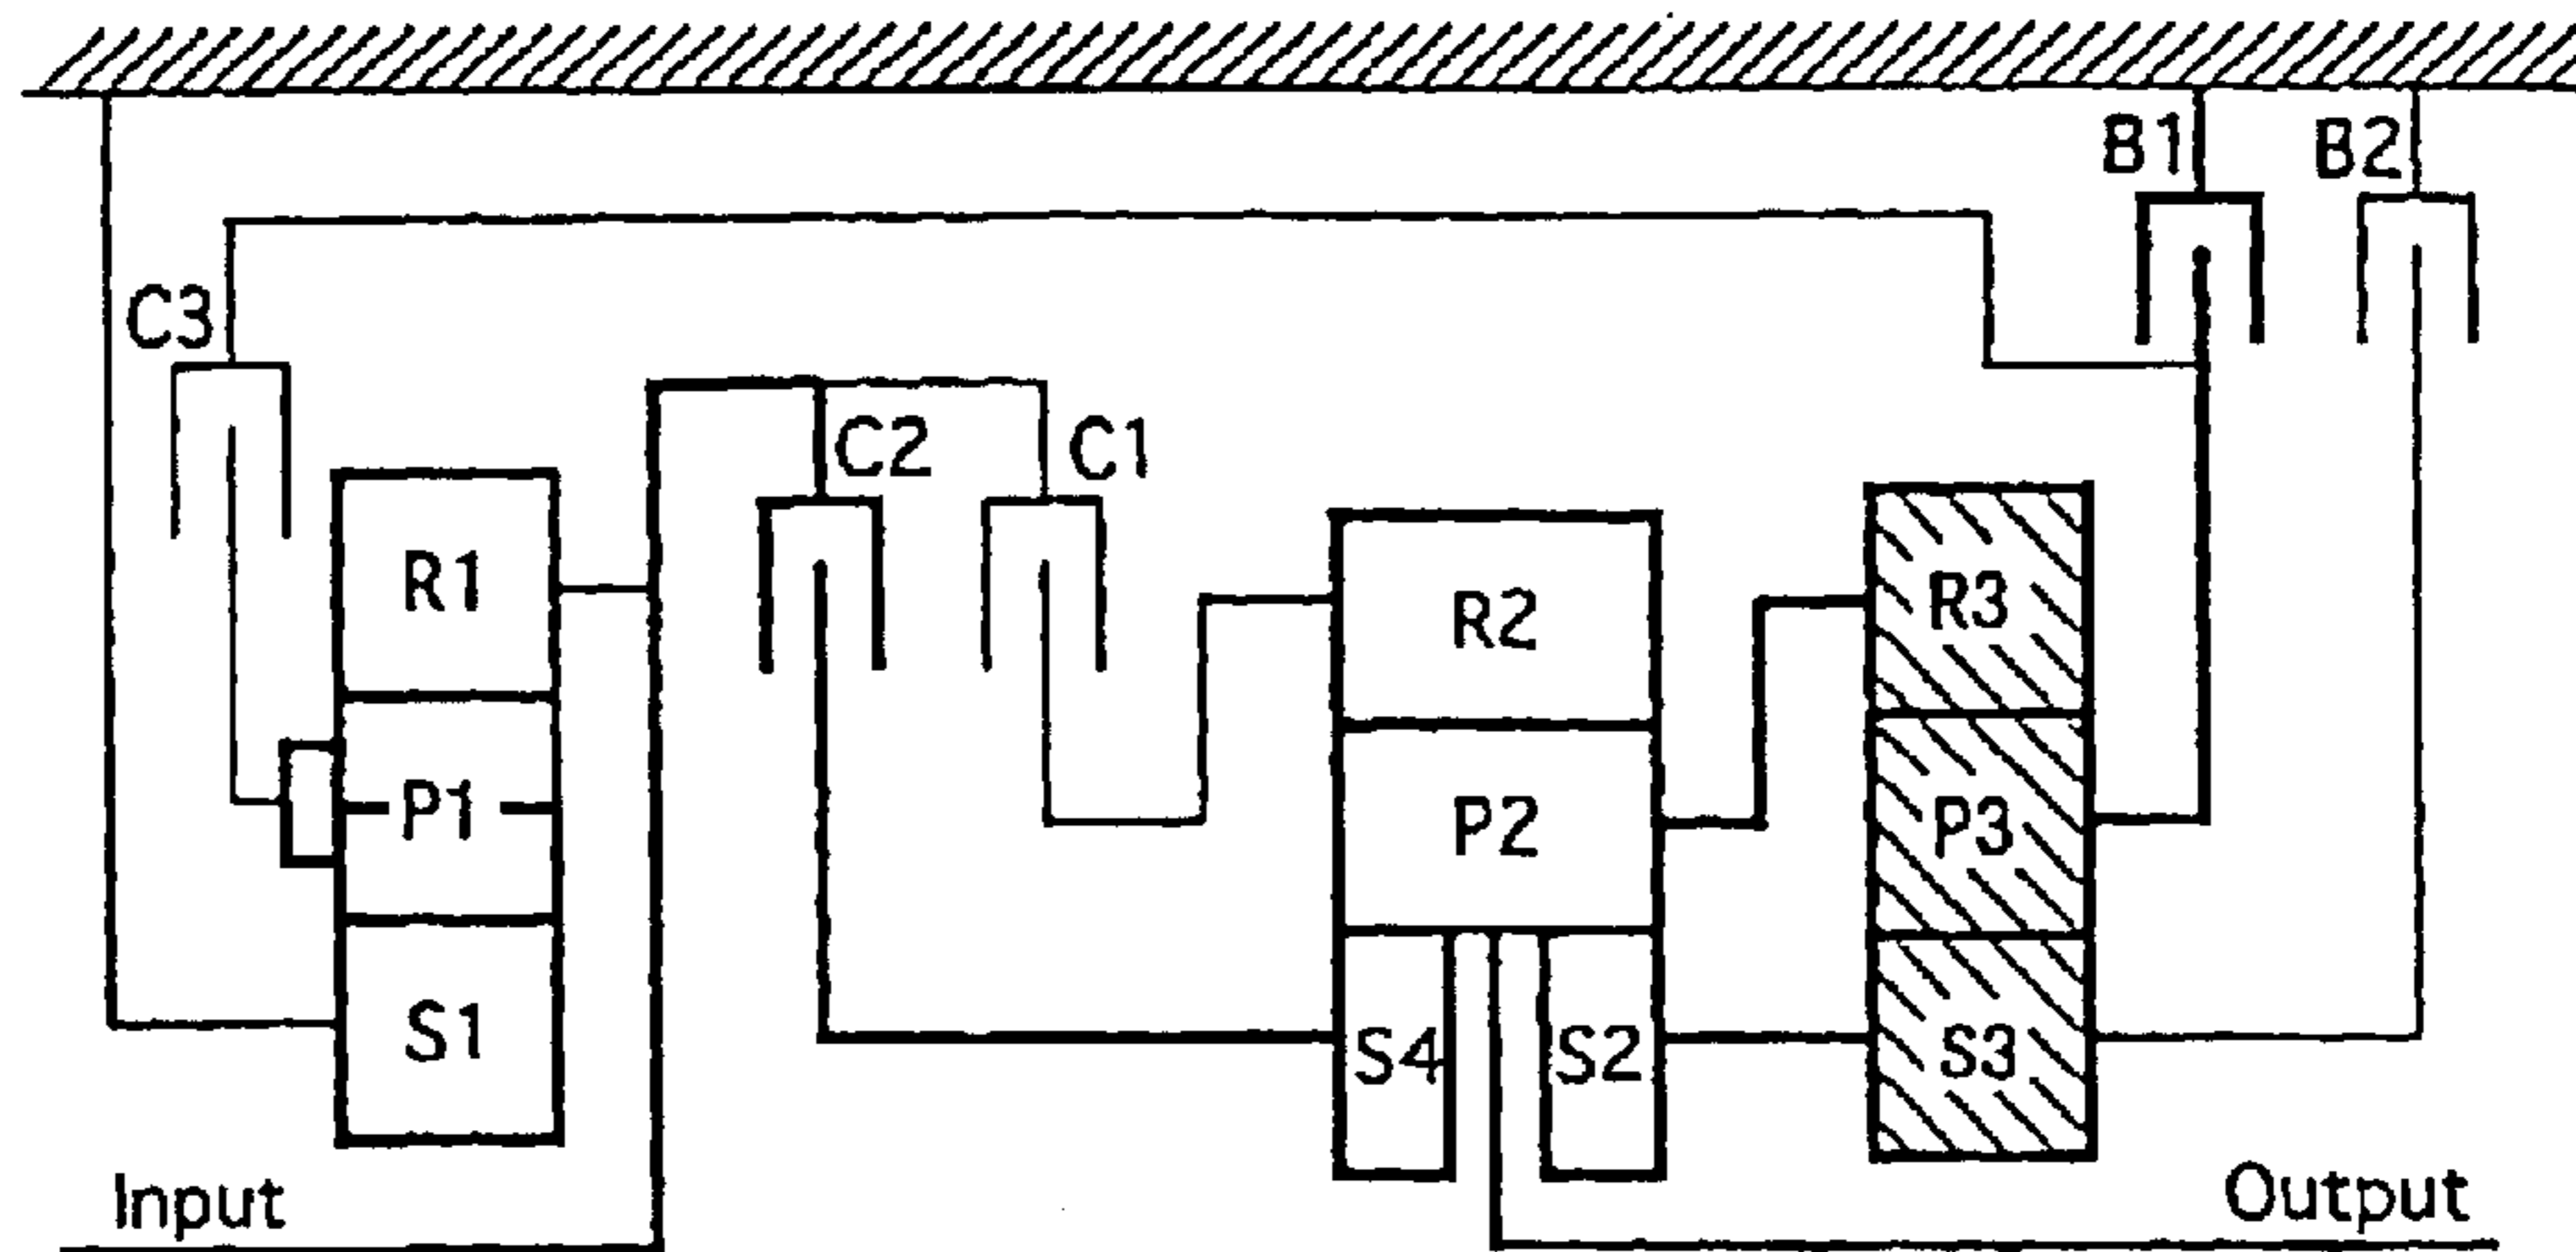 B1 B2
C3
C2 C1
R1 R2 R3
P1 P2 P3
S1 S4 S2 S3
Input Output